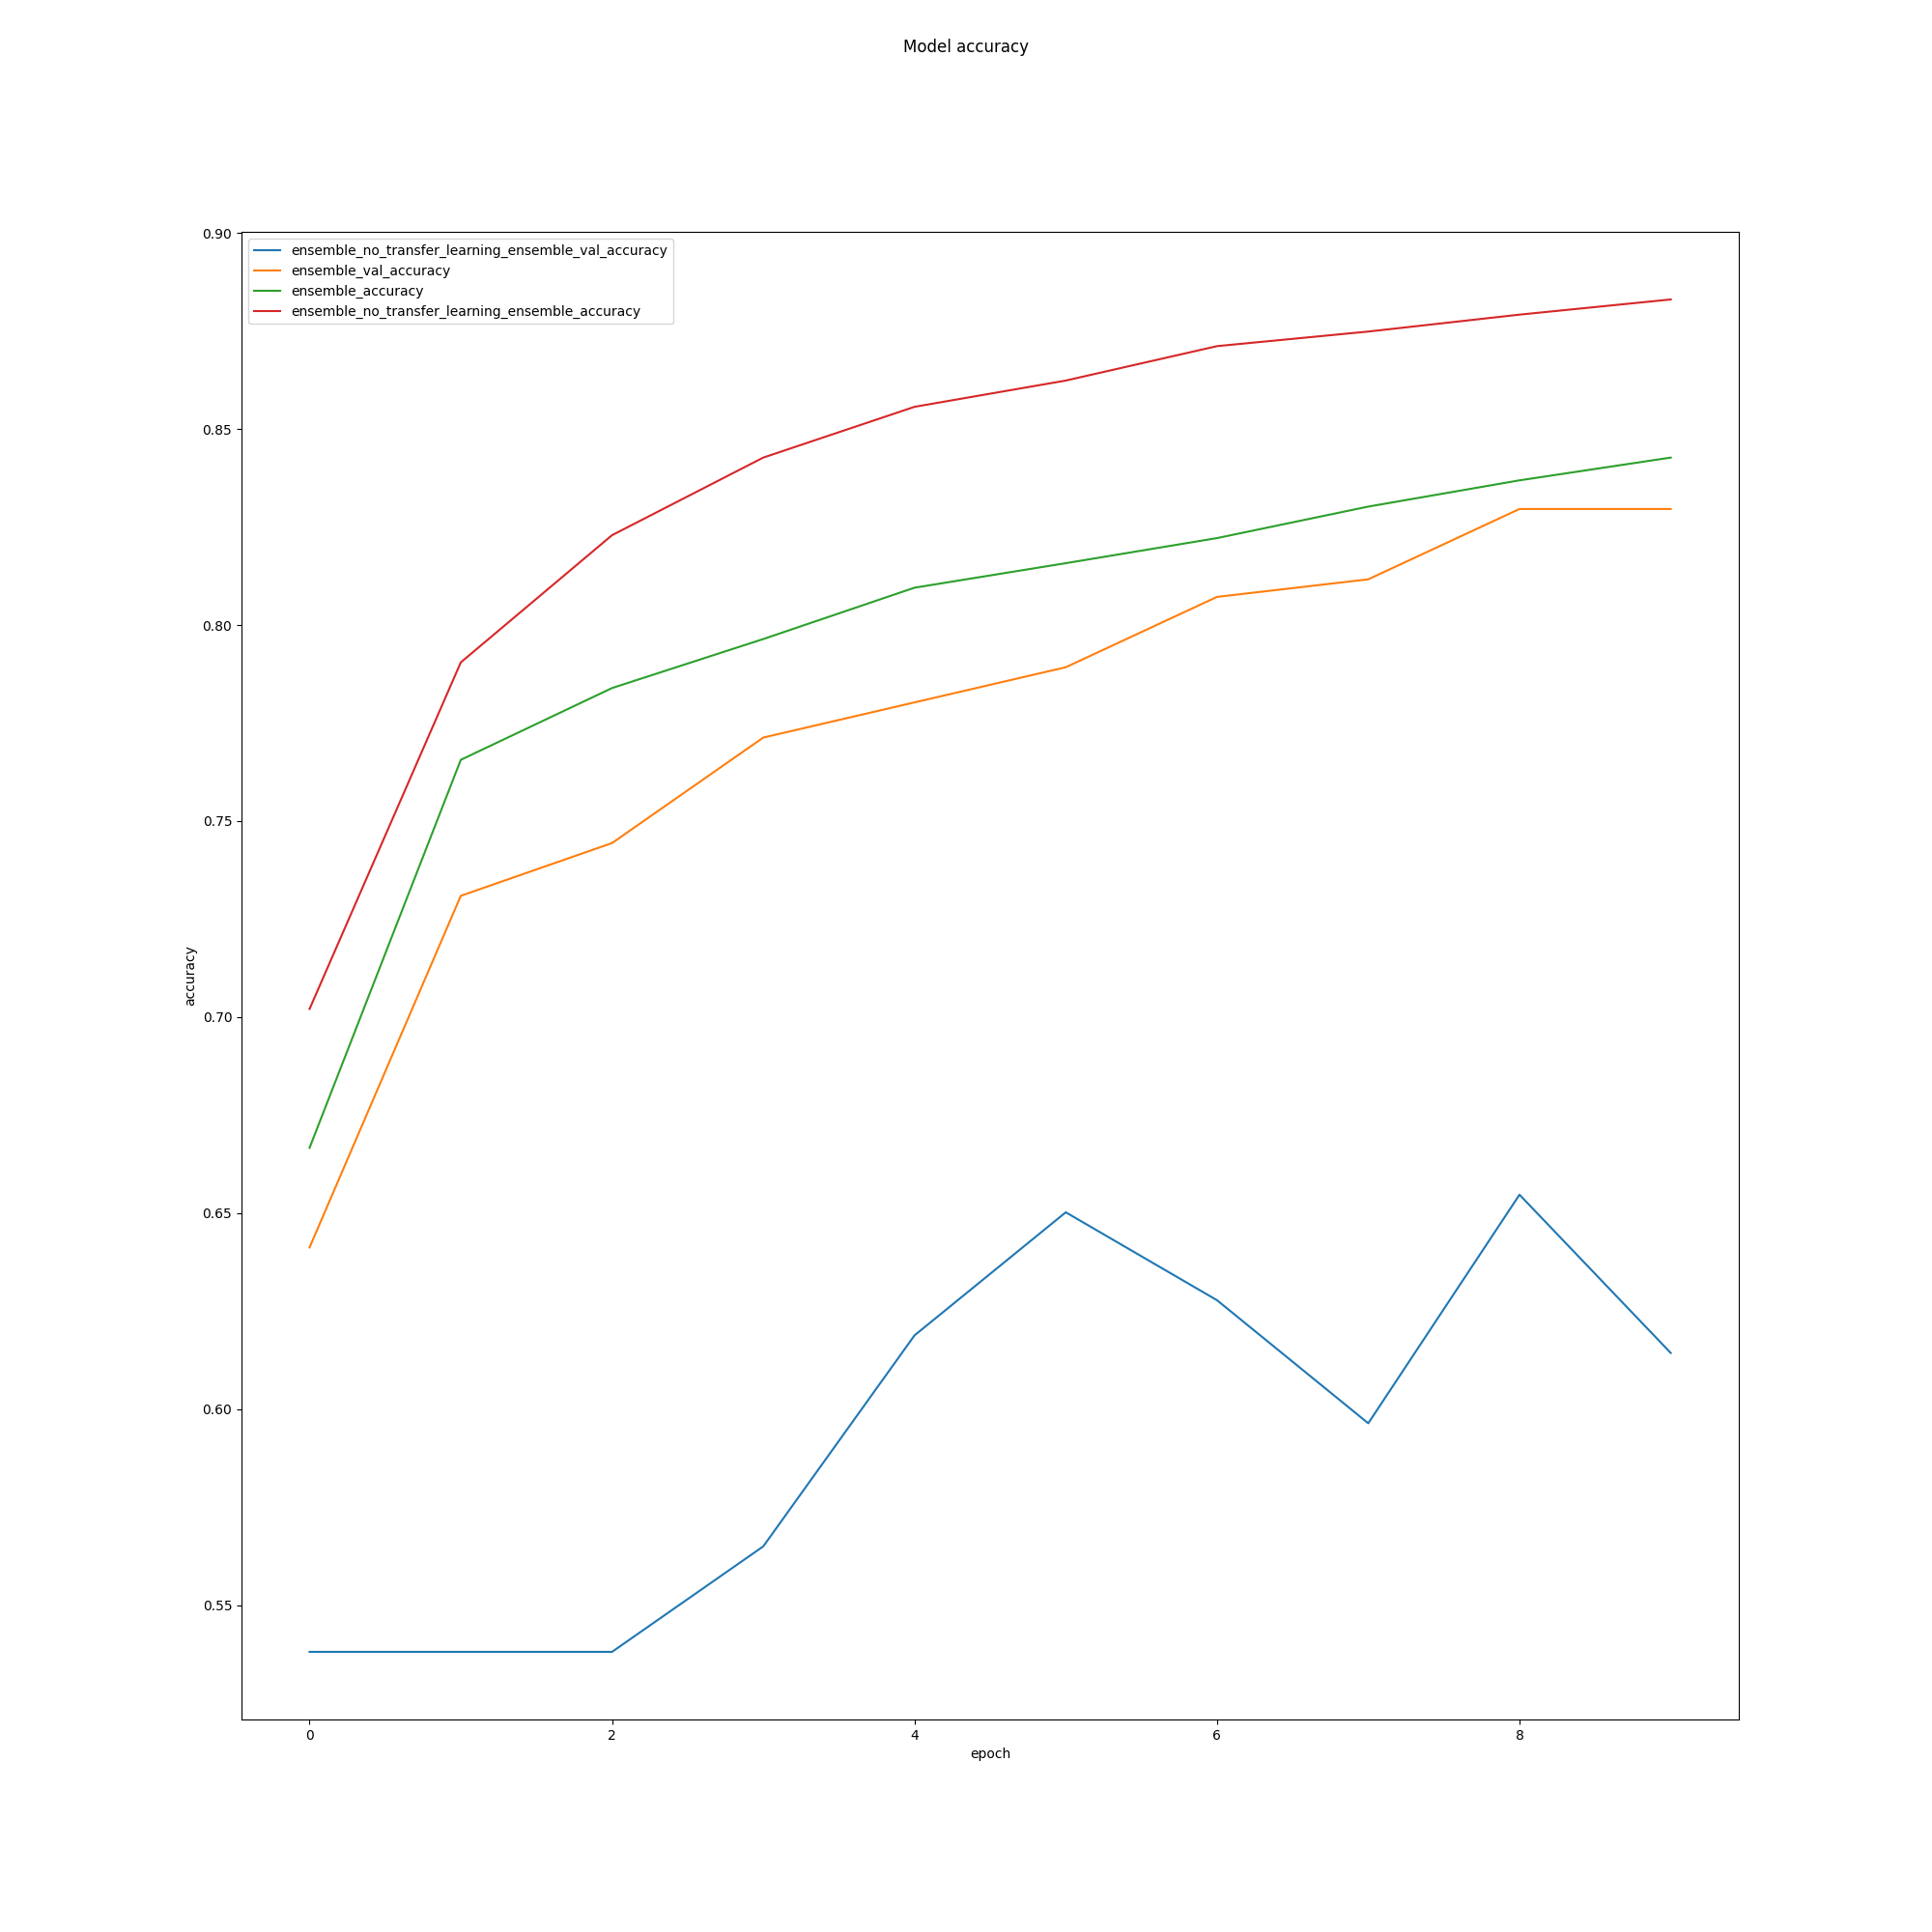 Model accuracy
0.90
0.85
0.80
0.75
0.70
0.65
0.60
0.55
accuracy
ensemble_no_transfer_learning_ensemble_val_accuracy
ensemble_val_accuracy
ensemble_accuracy
ensemble_no_transfer_learning_ensemble_accuracy
0 2 4 6 8
epoch